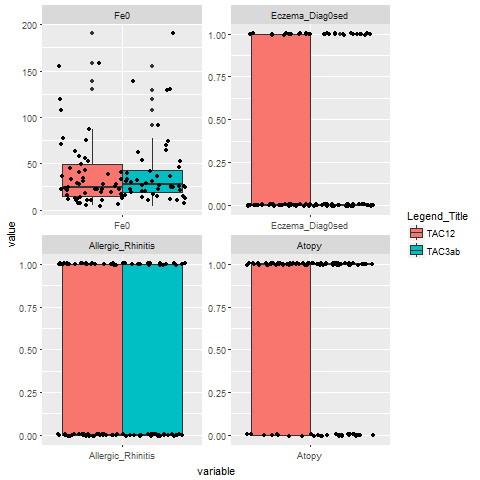 Fe0
Eczema_Diag0sed
200
150
100
50
0
1.00
0.75
0.50
0.25
0.00
Fe0
Eczema_Diag0sed
Allergic_Rhinitis
Atopy
1.00
0.75
0.50
0.25
0.00
1.00
0.75
0.50
0.25
0.00
Allergic_Rhinitis
Atopy
value
variable
Legend_Title
TAC12
TAC3ab